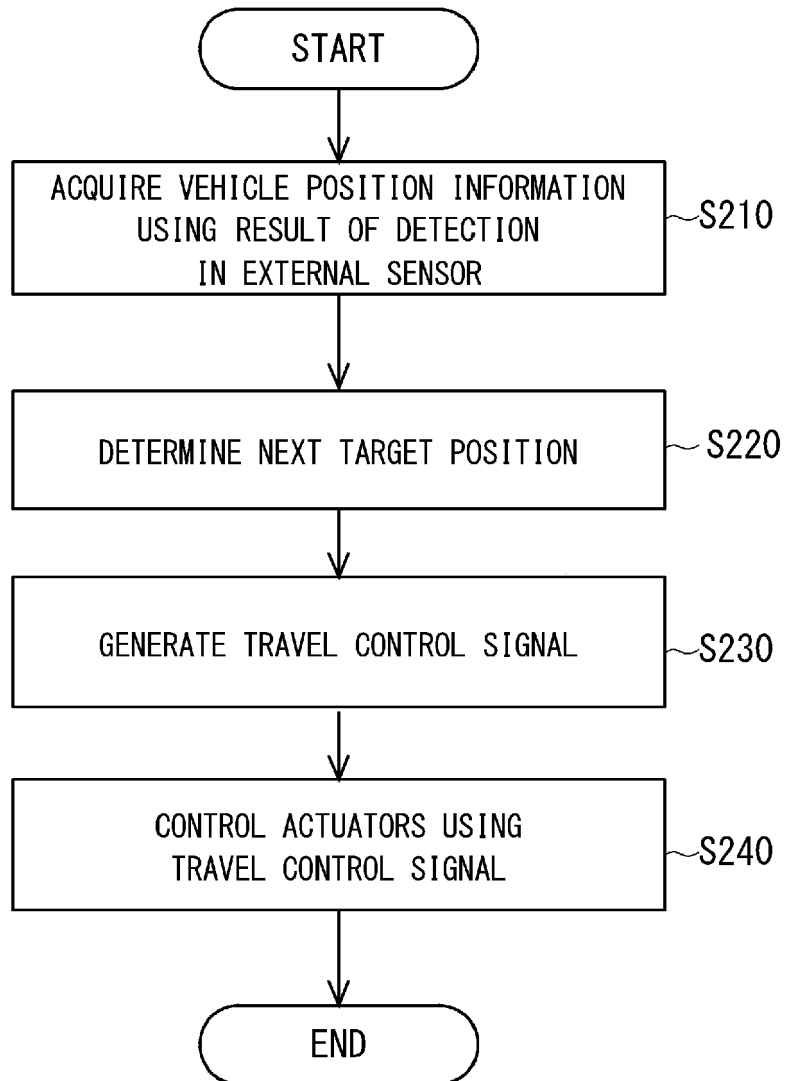 START
ACQUIRE VEHICLE POSITION INFORMATION
USING RESULT OF DETECTION
IN EXTERNAL SENSOR
S210
DETERMINE NEXT TARGET POSITION
S220
GENERATE TRAVEL CONTROL SIGNAL
S230
CONTROL ACTUATORS USING
TRAVEL CONTROL SIGNAL
S240
END